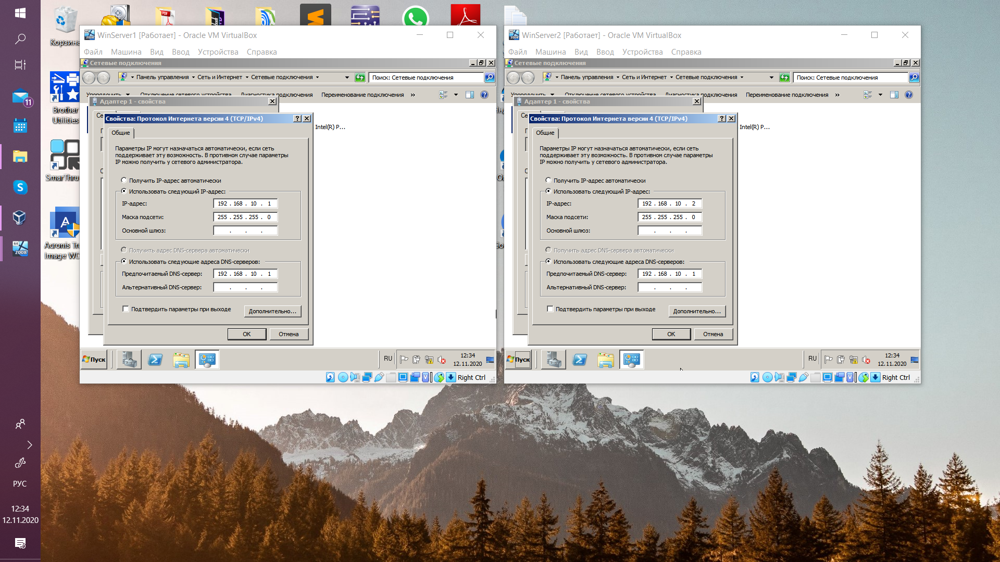 Корзина
Brother
Utilities
SmarThru
Acronis Tru
Image WD
11
64
2008
РУС
12:34
12.11.2020
PDF
WinServer1 [Работает] - Oracle VM VirtualBox
Файл Машина Вид Ввод Устройства Справка
Сетевые подключения
Панель управления Сеть и Интернет Сетевые подключения
Поиск: Сетевые подключения
Упорядочить Отключение сетевого устройства Диагностика подключения Переименование подключения »
Адаптер 1 - свойства
Се
Свойства: Протокол Интернета версии 4 (TCP/IPv4)
Intel(R) P...
Общие
Параметры IP могут назначаться автоматически, если сеть
поддерживает эту возможность. В противном случае параметры
IP можно получить у сетевого администратора.
Получить IP-адрес автоматически
Использовать следующий IP-адрес:
IP-адрес: 192 . 168 . 10 . 1
Маска подсети: 255 . 255 . 255 . 0
Основной шлюз: . . .
Получить адрес DNS-сервера автоматически
Использовать следующие адреса DNS-серверов:
Предпочитаемый DNS-сервер: 192 . 168 . 10 . 1
Альтернативный DNS-сервер: . . .
Подтвердить параметры при выходе
Дополнительно...
ОК Отмена
Пуск
RU
12:34
12.11.2020
Right Ctrl
WinServer2 [Работает] - Oracle VM VirtualBox
Файл Машина Вид Ввод Устройства Справка
Сетевые подключения
Панель управления Сеть и Интернет Сетевые подключения
Поиск: Сетевые подключения
Упорядочить Отключение сетевого устройства Диагностика подключения Переименование подключения »
Адаптер 1 - свойства
Се
Свойства: Протокол Интернета версии 4 (TCP/IPv4)
Intel(R) P...
Общие
Параметры IP могут назначаться автоматически, если сеть
поддерживает эту возможность. В противном случае параметры
IP можно получить у сетевого администратора.
Получить IP-адрес автоматически
Использовать следующий IP-адрес:
IP-адрес: 192 . 168 . 10 . 2
Маска подсети: 255 . 255 . 255 . 0
Основной шлюз: . . .
Получить адрес DNS-сервера автоматически
Использовать следующие адреса DNS-серверов:
Предпочитаемый DNS-сервер: 192 . 168 . 10 . 1
Альтернативный DNS-сервер: . . .
Подтвердить параметры при выходе
Дополнительно...
ОК Отмена
Пуск
RU
12:34
12.11.2020
Right Ctrl